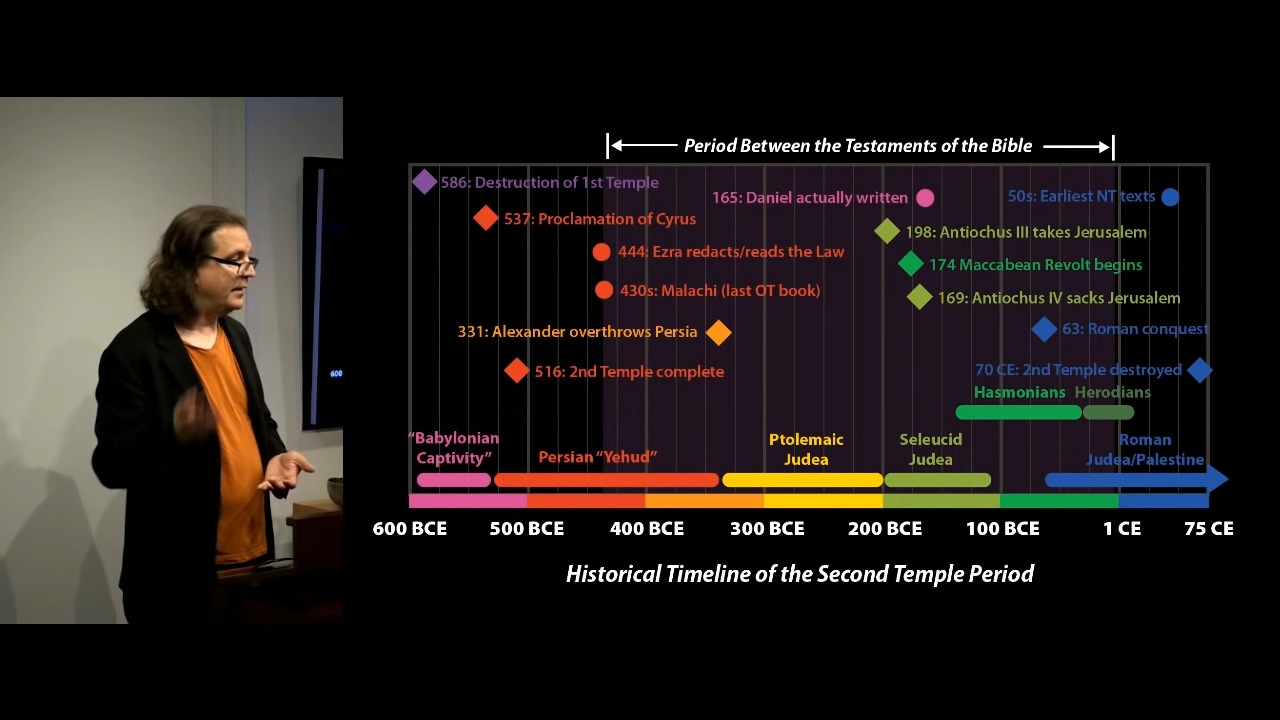 Period Between the Testaments of the Bible
586: Destruction of 1st Temple
165: Daniel actually written
50s: Earliest NT texts
537: Proclamation of Cyrus
198: Antiochus III takes Jerusalem
444: Ezra redacts/reads the Law
174 Maccabean Revolt begins
430s: Malachi (last OT book)
169: Antiochus IV sacks Jerusalem
331: Alexander overthrows Persia
63: Roman conquest
516: 2nd Temple complete
70 CE: 2nd Temple destroyed
600
Hasmonians
Herodians
"Babylonian
Captivity"
Persian "Yehud"
Ptolemaic
Judea
Seleucid
Judea
Roman
Judea/Palestine
600 BCE
500 BCE
400 BCE
300 BCE
200 BCE
100 BCE
1 CE
75 CE
Historical Timeline of the Second Temple Period